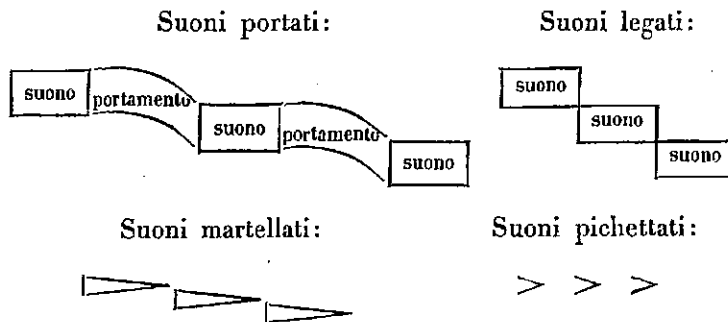 Suoni portati:
suono
portamento
suono
portamento
suono
Suoni legati:
suono
suono
suono
Suoni martellati:
Suoni pichettati:
> > >